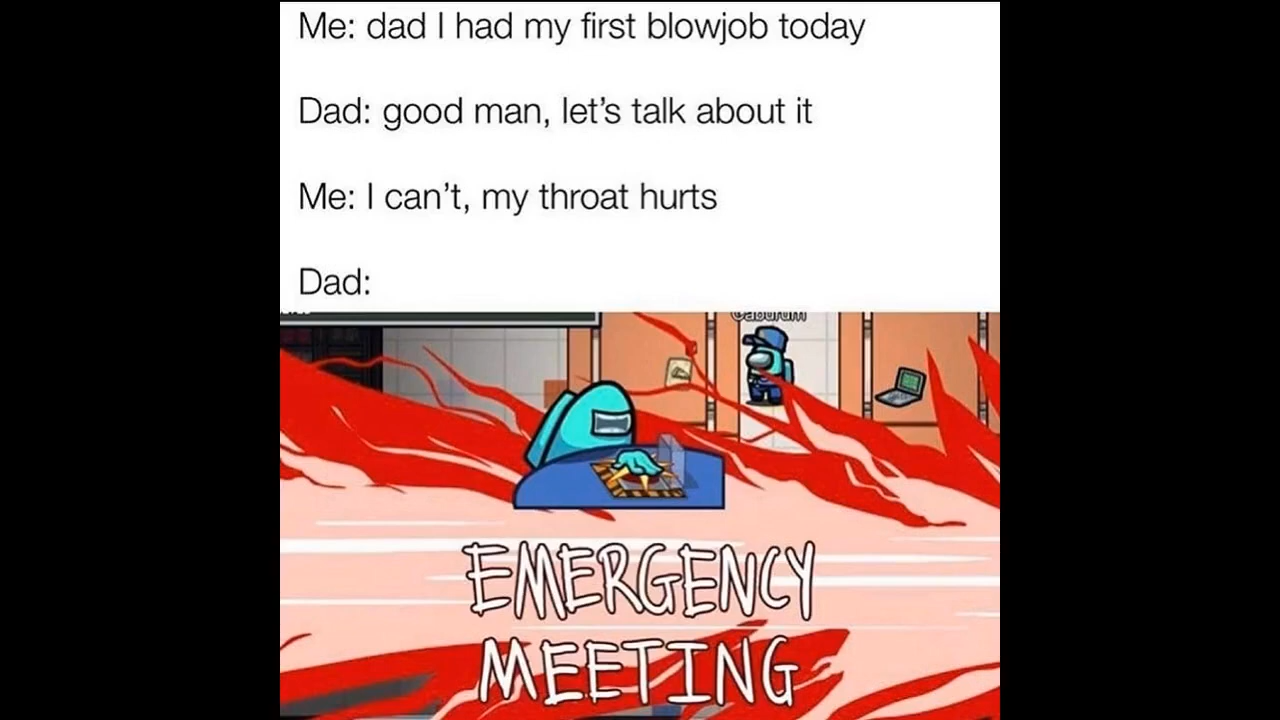 Me: dad I had my first blowjob today
Dad: good man, let’s talk about it
Me: I can’t, my throat hurts
Dad:
EMERGENCY
MEETING